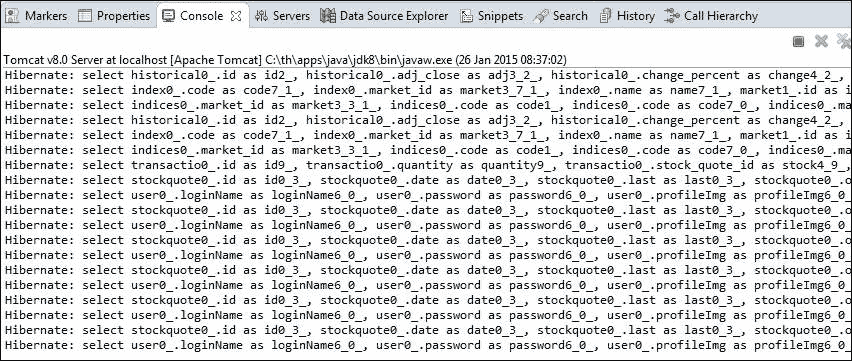 Markers Properties Console Servers Data Source Explorer Snippets Search History Call Hierarchy
Tomcat v8.0 Server at localhost [Apache Tomcat] C:\th\apps\java\jdk8\bin\javaw.exe (26 Jan 2015 08:37:02)
Hibernate: select historical0_.id as id2_, historical0_.adj_close as adj3_2_, historical0_.change_percent as change4_2_,
Hibernate: select index0_.code as code7_1_, index0_.market_id as market3_7_1_, index0_.name as name7_1_, market1_.id as i
Hibernate: select indices0_.market_id as market3_3_1_, indices0_.code as code1_, indices0_.code as code7_0_, indices0_.ma
Hibernate: select historical0_.id as id2_, historical0_.adj_close as adj3_2_, historical0_.change_percent as change4_2_,
Hibernate: select index0_.code as code7_1_, index0_.market_id as market3_7_1_, index0_.name as name7_1_, market1_.id as i
Hibernate: select indices0_.market_id as market3_3_1_, indices0_.code as code1_, indices0_.code as code7_0_, indices0_.ma
Hibernate: select transactio0_.id as id9_, transactio0_.quantity as quantity9_, transactio0_.stock_quote_id as stock4_9_,
Hibernate: select stockquote0_.id as id0_3_, stockquote0_.date as date0_3_, stockquote0_.last as last0_3_, stockquote0_.o
Hibernate: select user0_.loginName as loginName6_0_, user0_.password as password6_0_, user0_.profileImg as profileImg6_0_
Hibernate: select stockquote0_.id as id0_3_, stockquote0_.date as date0_3_, stockquote0_.last as last0_3_, stockquote0_.o
Hibernate: select user0_.loginName as loginName6_0_, user0_.password as password6_0_, user0_.profileImg as profileImg6_0_
Hibernate: select stockquote0_.id as id0_3_, stockquote0_.date as date0_3_, stockquote0_.last as last0_3_, stockquote0_.o
Hibernate: select user0_.loginName as loginName6_0_, user0_.password as password6_0_, user0_.profileImg as profileImg6_0_
Hibernate: select stockquote0_.id as id0_3_, stockquote0_.date as date0_3_, stockquote0_.last as last0_3_, stockquote0_.o
Hibernate: select user0_.loginName as loginName6_0_, user0_.password as password6_0_, user0_.profileImg as profileImg6_0_
Hibernate: select stockquote0_.id as id0_3_, stockquote0_.date as date0_3_, stockquote0_.last as last0_3_, stockquote0_.o
Hibernate: select user0_.loginName as loginName6_0_, user0_.password as password6_0_, user0_.profileImg as profileImg6_0_
Hibernate: select stockquote0_.id as id0_3_, stockquote0_.date as date0_3_, stockquote0_.last as last0_3_, stockquote0_.o
Hibernate: select user0_.loginName as loginName6_0_, user0_.password as password6_0_, user0_.profileImg as profileImg6_0_